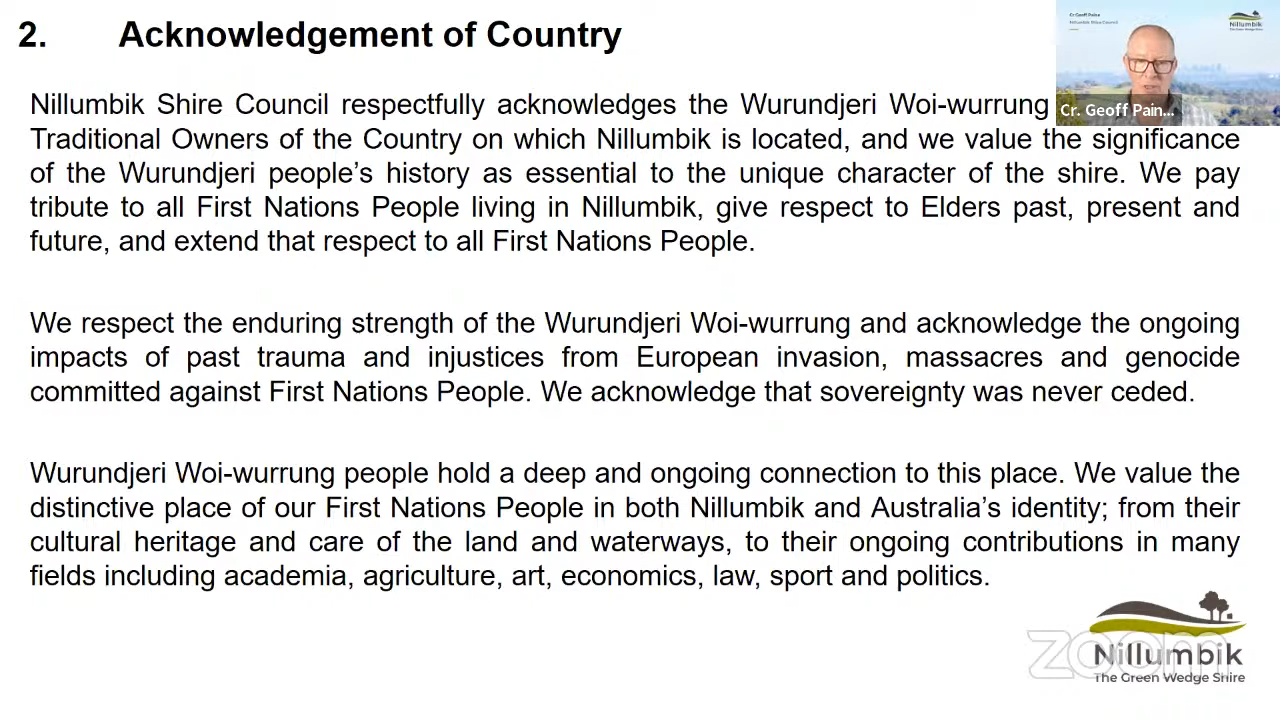 2. Acknowledgement of Country
Cr Geoff Paine
Nillumbik Shire Council
Nillumbik
Cr. Geoff Pain...
Nillumbik Shire Council respectfully acknowledges the Wurundjeri Woi-wurrung
Traditional Owners of the Country on which Nillumbik is located, and we value the significance
of the Wurundjeri people’s history as essential to the unique character of the shire. We pay
tribute to all First Nations People living in Nillumbik, give respect to Elders past, present and
future, and extend that respect to all First Nations People.
We respect the enduring strength of the Wurundjeri Woi-wurrung and acknowledge the ongoing
impacts of past trauma and injustices from European invasion, massacres and genocide
committed against First Nations People. We acknowledge that sovereignty was never ceded.
Wurundjeri Woi-wurrung people hold a deep and ongoing connection to this place. We value the
distinctive place of our First Nations People in both Nillumbik and Australia’s identity; from their
cultural heritage and care of the land and waterways, to their ongoing contributions in many
fields including academia, agriculture, art, economics, law, sport and politics.
zoom
Nillumbik
The Green Wedge Shire